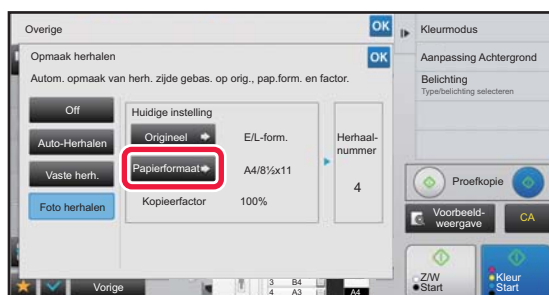 Overige
OK
Opmaak herhalen
OK
Autom. opmaak van herh. zijde gebas. op orig., pap.form. en factor.
Off
Auto-Herhalen
Vaste herh.
Foto herhalen
Huidige instelling
Origineel
E/L-form.
Papierformaat
A4/8½x11
Kopieerfactor
100%
Herhaal-
nummer
4
Vorige
3 B4
4 A3
A4
Kleurmodus
Aanpassing Achtergrond
Belichting
Type/belichting selecteren
Proefkopie
Voorbeeld-
weergave
CA
Z/W
Start
Kleur
Start